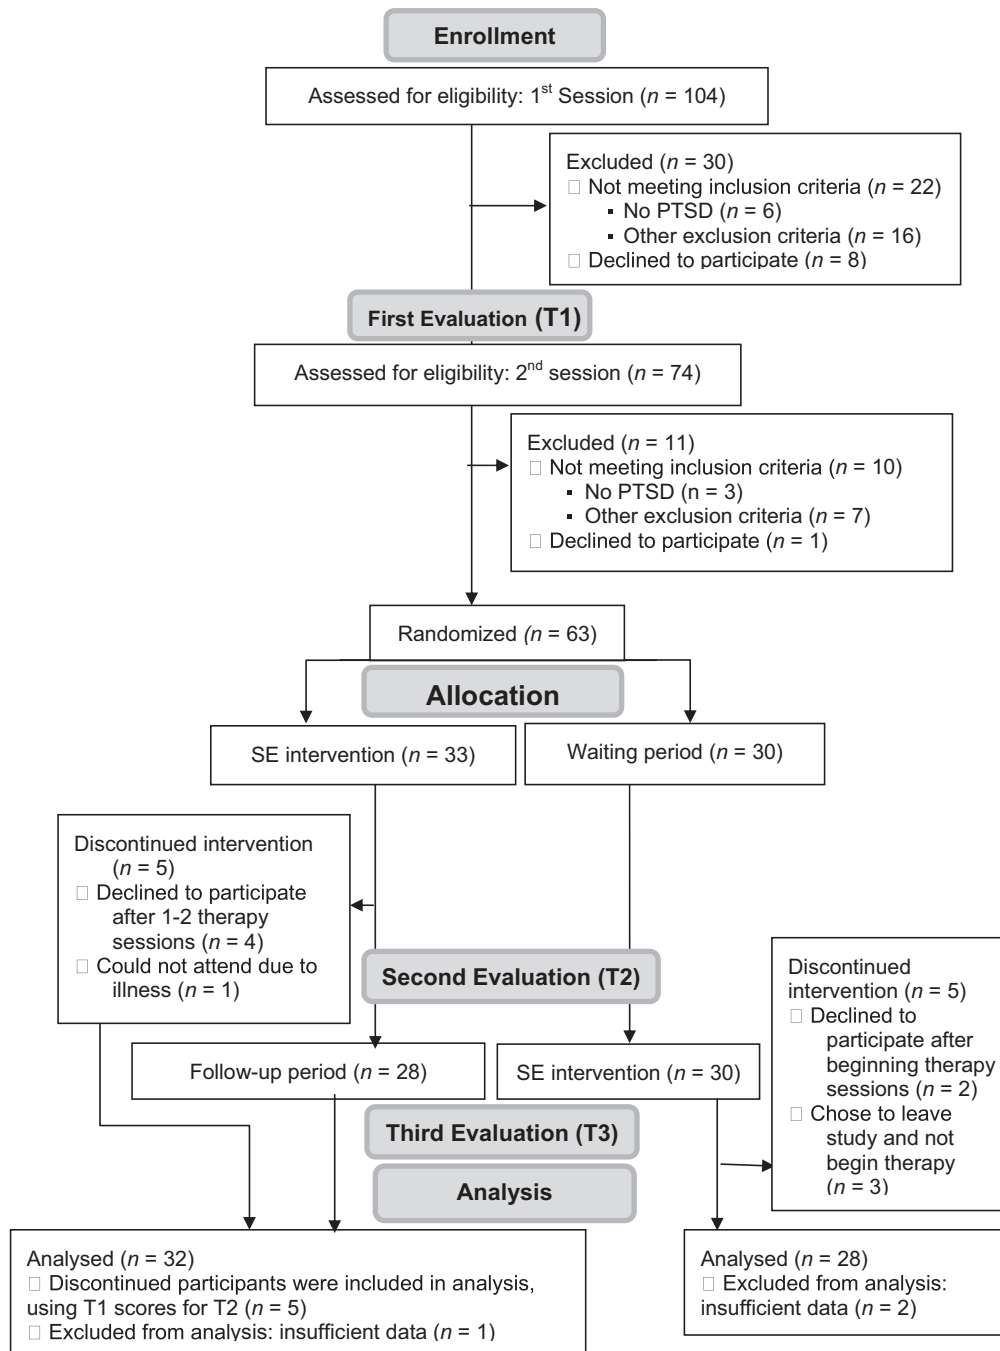 Enrollment
Assessed for eligibility: 1st Session (n = 104)
Excluded (n = 30)
□ Not meeting inclusion criteria (n = 22)
▪ No PTSD (n = 6)
▪ Other exclusion criteria (n = 16)
□ Declined to participate (n = 8)
First Evaluation (T1)
Assessed for eligibility: 2nd session (n = 74)
Excluded (n = 11)
□ Not meeting inclusion criteria (n = 10)
▪ No PTSD (n = 3)
▪ Other exclusion criteria (n = 7)
□ Declined to participate (n = 1)
Randomized (n = 63)
Allocation
SE intervention (n = 33)
Waiting period (n = 30)
Discontinued intervention
(n = 5)
□ Declined to participate
after 1-2 therapy
sessions (n = 4)
□ Could not attend due to
illness (n = 1)
Second Evaluation (T2)
Discontinued
intervention (n = 5)
□ Declined to
participate after
beginning therapy
sessions (n = 2)
□ Chose to leave
study and not
begin therapy
(n = 3)
Follow-up period (n = 28)
SE intervention (n = 30)
Third Evaluation (T3)
Analysis
Analysed (n = 32)
□ Discontinued participants were included in analysis,
using T1 scores for T2 (n = 5)
□ Excluded from analysis: insufficient data (n = 1)
Analysed (n = 28)
□ Excluded from analysis:
insufficient data (n = 2)